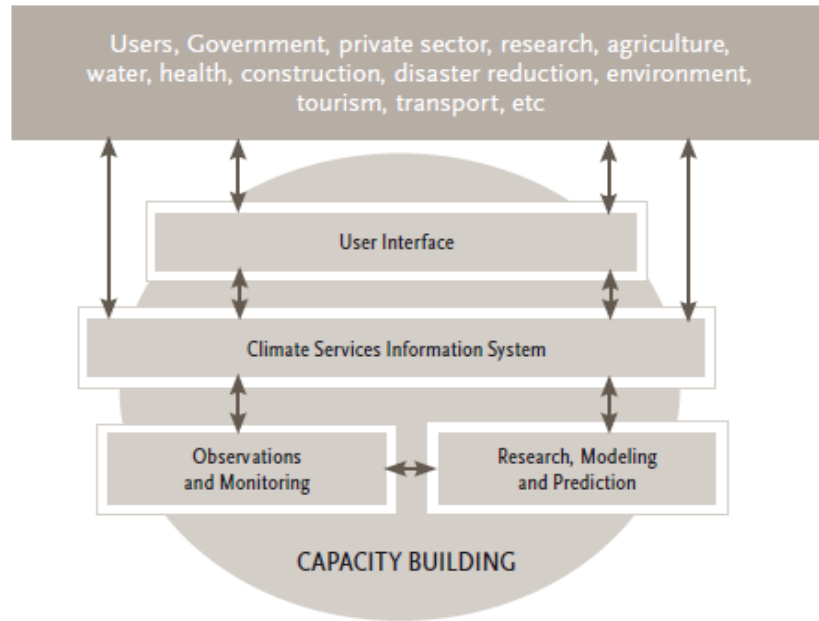 Users, Government, private sector, research, agriculture,
water, health, construction, disaster reduction, environment,
tourism, transport, etc
User Interface
Climate Services Information System
Observations
and Monitoring
Research, Modeling
and Prediction
CAPACITY BUILDING